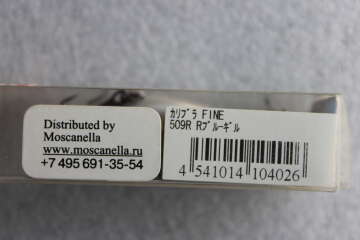 Distributed by
Moscanella
www.moscanella.ru
+7 495 691-35-54
ｶﾘﾌﾞﾗ FINE
509R Rﾌﾞﾙｰｷﾞﾙ
4 541014 104026